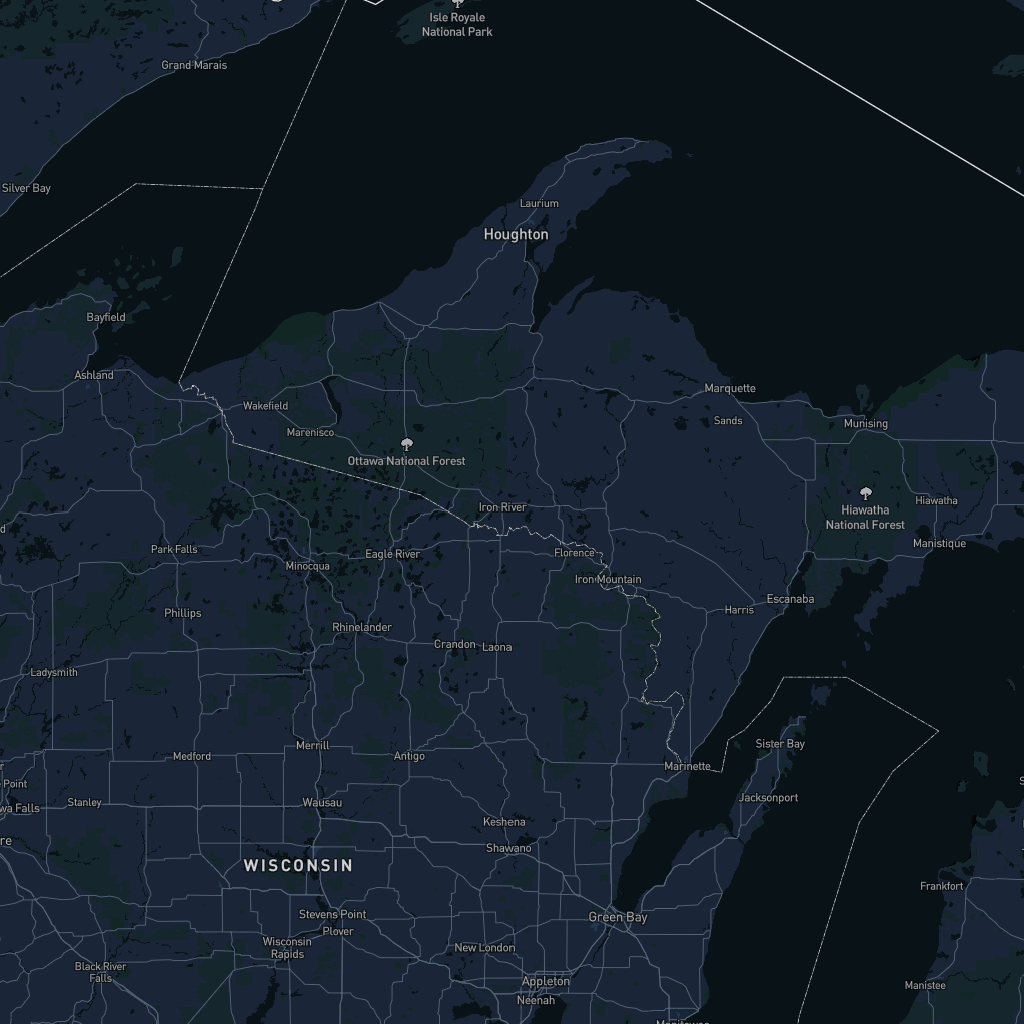 Isle Royale
National Park
Grand Marais
Silver Bay
Laurium
Houghton
Bayfield
Ashland
Wakefield
Marquette
Sands
Munising
Marenisco
Ottawa National Forest
Hiawatha
Hiawatha
National Forest
Iron River
Manistique
Park Falls
Eagle River
Florence
Minocqua
Iron Mountain
Escanaba
Harris
Phillips
Rhinelander
Crandon
Laona
Ladysmith
Merrill
Sister Bay
Medford
Antigo
Marinette
Point
Jacksonport
Stanley
wa Falls
Wausau
Keshena
Shawano
WISCONSIN
Frankfort
Stevens Point
Green Bay
Plover
Wisconsin
Rapids
New London
Black River
Falls
Appleton
Manistee
Neenah